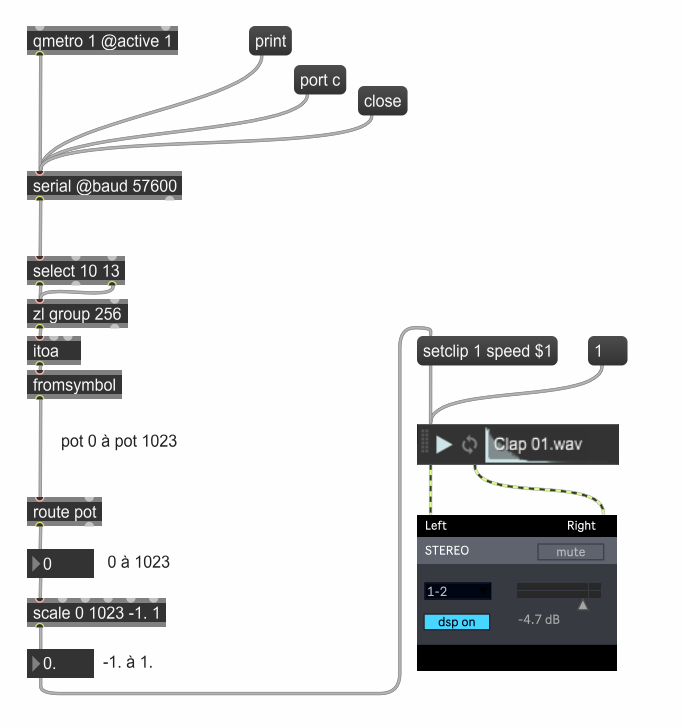 qmetro 1 @active 1
print
port c
close
serial @baud 57600
select 10 13
zl group 256
itoa
fromsymbol
pot 0 à pot 1023
route pot
0
0 à 1023
scale 0 1023 -1. 1
0.
-1. à 1.
setclip 1 speed $1
1
Clap 01.wav
Left Right
STEREO mute
1-2
dsp on -4.7 dB